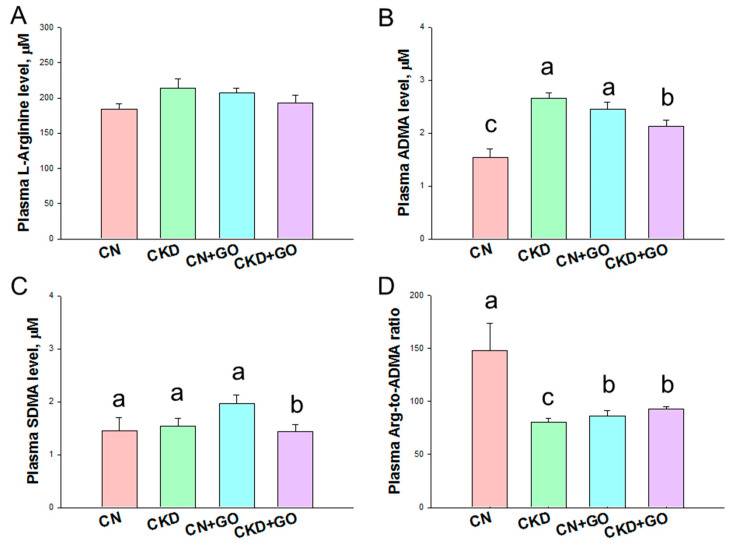 A
Plasma L-Arginine level, μM
300
250
200
150
100
50
0
CN
CKD
CN+GO
CKD+GO
B
Plasma ADMA level, μM
4
3
2
1
0
c
a
a
b
CN
CKD
CN+GO
CKD+GO
C
Plasma SDMA level, μM
4
3
2
1
0
a
a
a
b
CN
CKD
CN+GO
CKD+GO
D
Plasma Arg-to-ADMA ratio
200
150
100
50
0
a
c
b
b
CN
CKD
CN+GO
CKD+GO